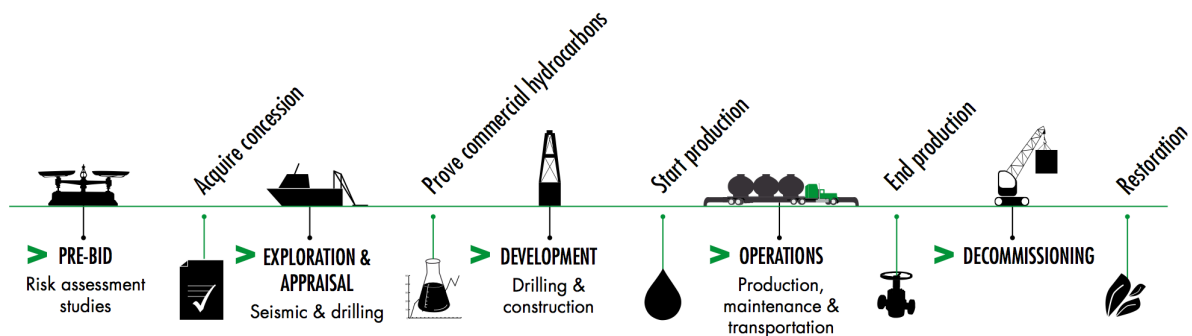 > PRE-BID
Risk assessment
studies
Acquire concession
> EXPLORATION &
APPRAISAL
Seismic & drilling
Prove commercial hydrocarbons
> DEVELOPMENT
Drilling &
construction
Start production
> OPERATIONS
Production,
maintenance &
transportation
End production
> DECOMMISSIONING
Restoration